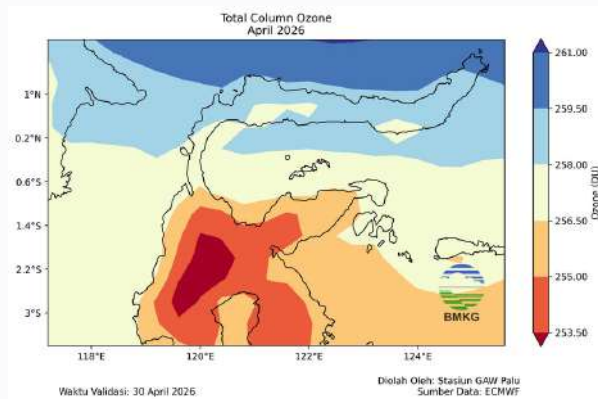 Total Column Ozone
April 2026
1°N
0.2°N
0.6°S
1.4°S
2.2°S
3°S
118°E
120°E
122°E
124°E
261.00
259.50
258.00
256.50
255.00
253.50
Ozone (DU)
BMKG
Waktu Validasi: 30 April 2026
Diolah Oleh: Stasiun GAW Palu
Sumber Data: ECMWF